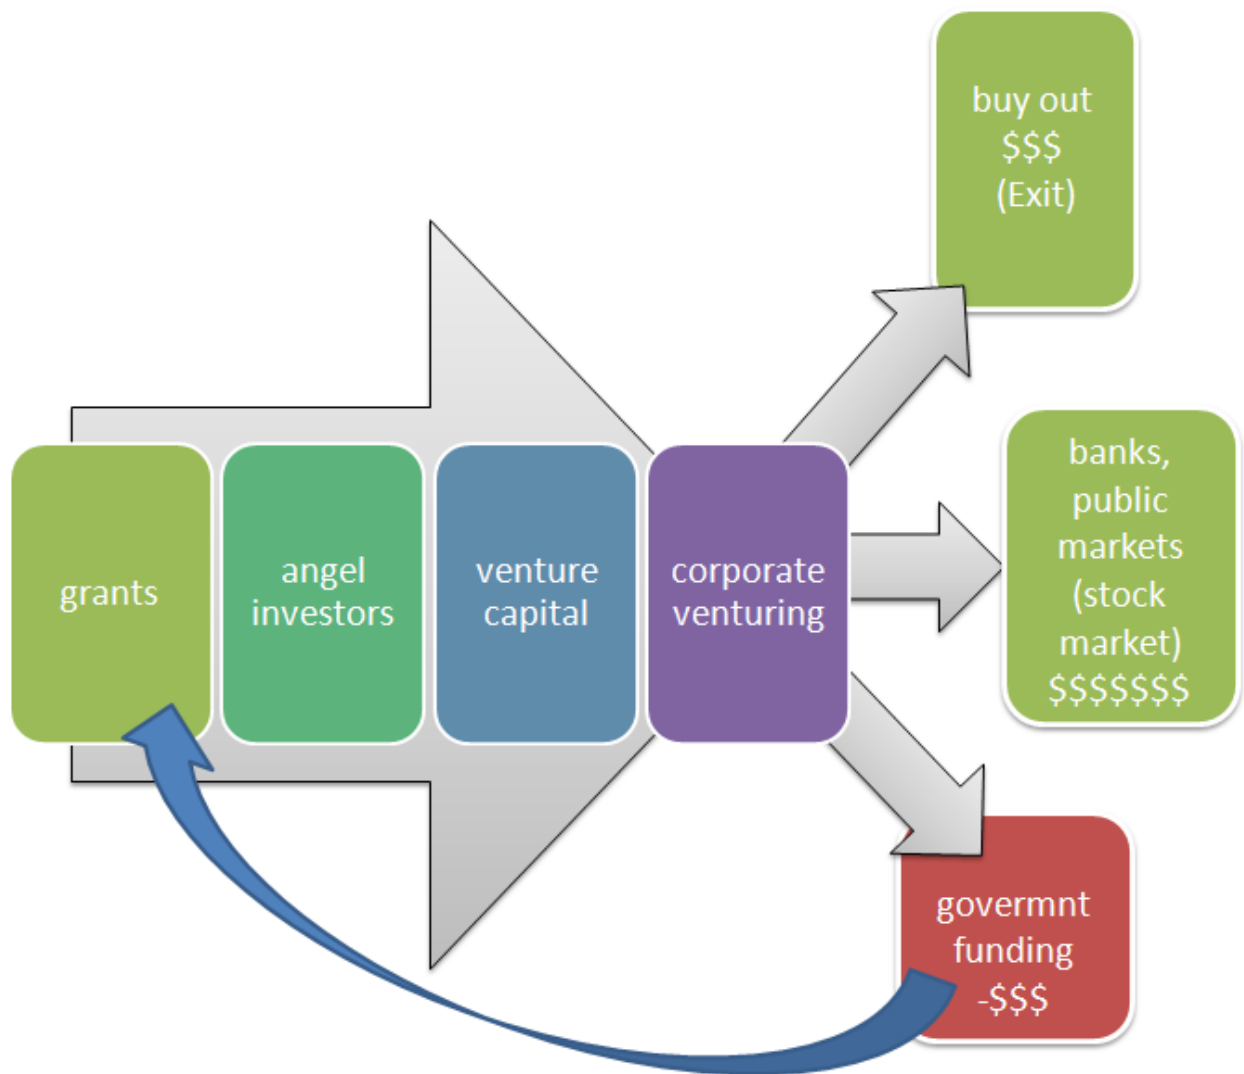 buy out
$$$
(Exit)
grants
angel
investors
venture
capital
corporate
venturing
banks,
public
markets
(stock
market)
$$$$$$$
govermnt
funding
-$$$